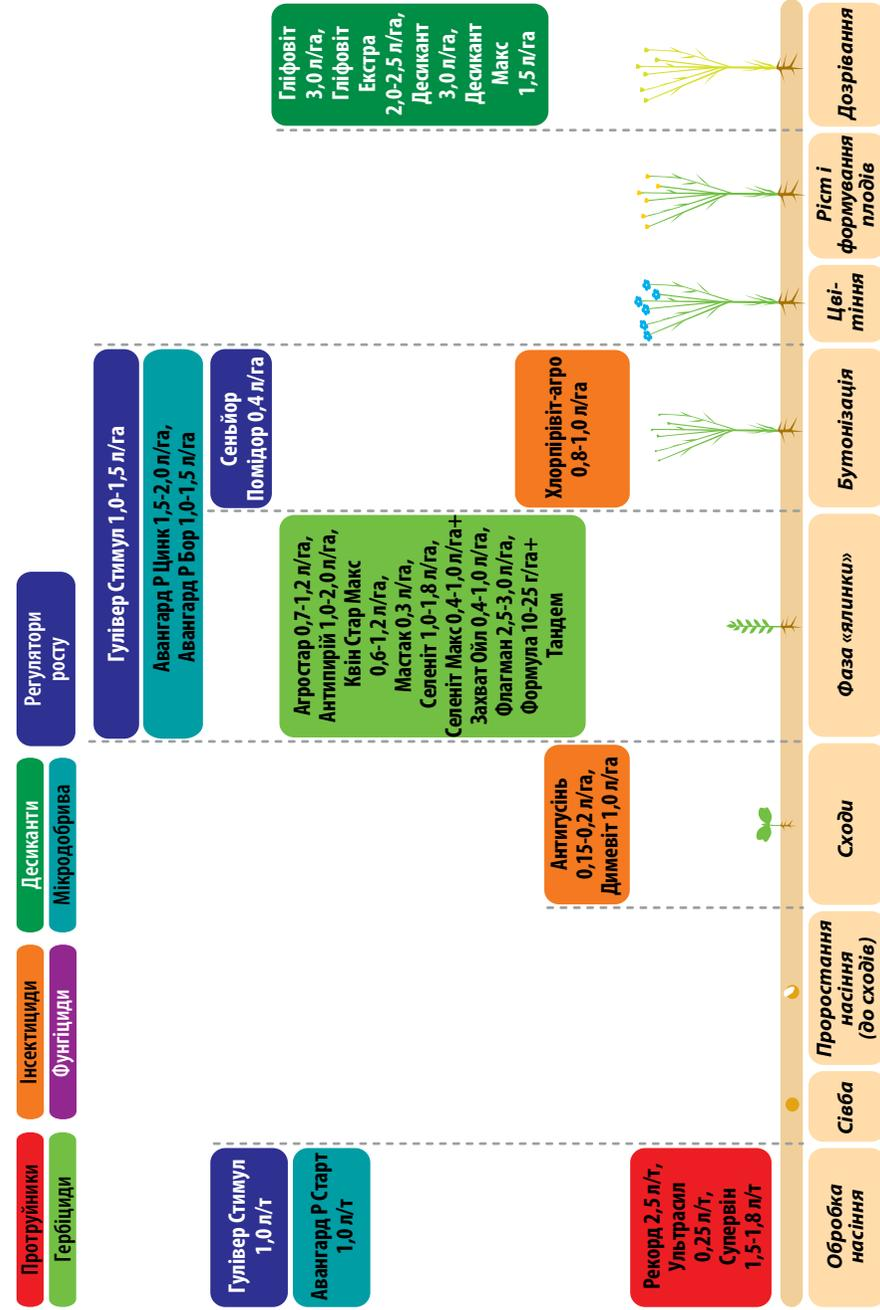 Протруйники
Інсектициди
Десиканти
Регулятори
росту
Гербіциди
Фунгіциди
Мікродобрива
Гулівер Стимул 1,0-1,5 л/га
Авангард Р Цинк 1,5-2,0 л/га,
Авангард Р Бор 1,0-1,5 л/га
Гулівер Стимул
1,0 л/т
Авангард Р Старт
1,0 л/т
Сеньйор
Помідор 0,4 л/га
Агростар 0,7-1,2 л/га,
Антипирій 1,0-2,0 л/га,
Квін Стар Макс
0,6-1,2 л/га,
Мастак 0,3 л/га,
Селеніт 1,0-1,8 л/га,
Селеніт Макс 0,4-1,0 л/га+
Захват Ойл 0,4-1,0 л/га,
Флагман 2,5-3,0 л/га,
Формула 10-25 г/га+
Тандем
Гліфовіт
3,0 л/га,
Гліфовіт
Екстра
2,0-2,5 л/га,
Десикант
3,0 л/га,
Десикант
Макс
1,5 л/га
Хлорпірівіт-агро
0,8-1,0 л/га
Антигусінь
0,15-0,2 л/га,
Димевіт 1,0 л/га
Рекорд 2,5 л/т,
Ультрасил
0,25 л/т,
Супервін
1,5-1,8 л/т
Обробка
насіння
Сівба
Проростання
насіння
(до сходів)
Сходи
Фаза «ялинки»
Бутонізація
Цві-
тіння
Ріст і
формування
плодів
Дозрівання